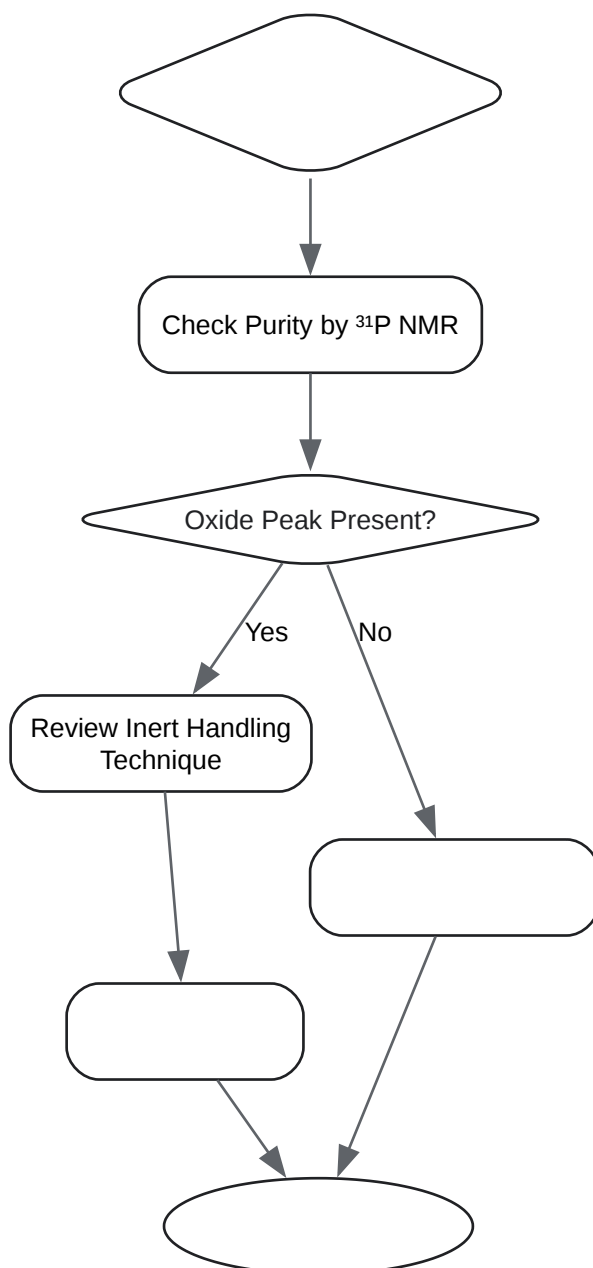 Check Purity by ³¹P NMR
Oxide Peak Present?
Yes
No
Review Inert Handling
Technique